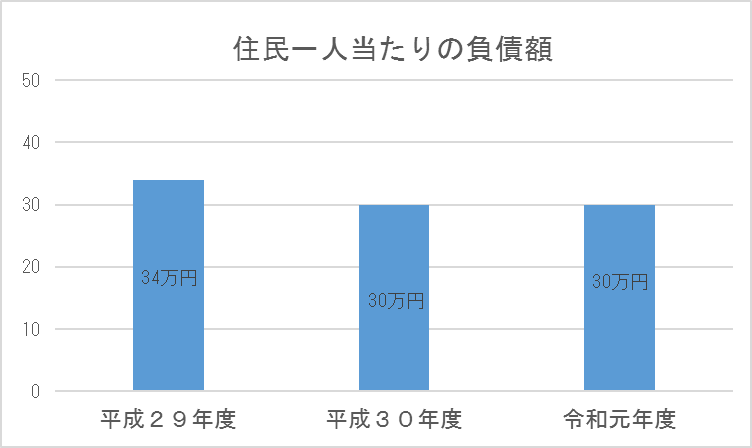 住民一人当たりの負債額
50
40
30
20
10
0
34万円
30万円
30万円
平成２９年度
平成３０年度
令和元年度